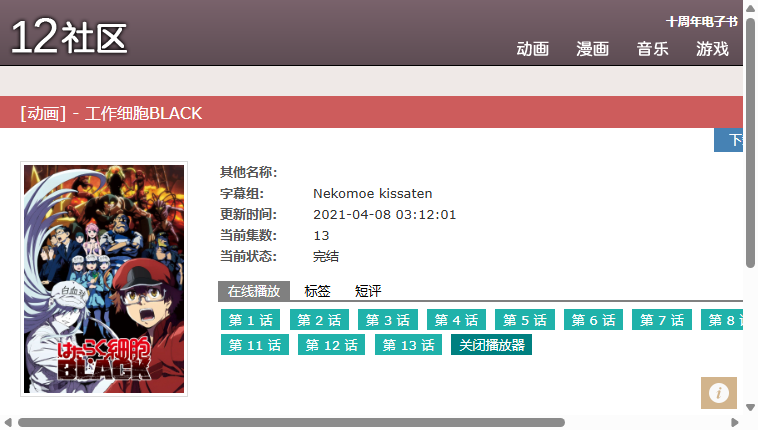 12社区
十周年电子书
动画 漫画 音乐 游戏
[动画] - 工作细胞BLACK
其他名称:
字幕组: Nekomoe kissaten
更新时间: 2021-04-08 03:12:01
当前集数: 13
当前状态: 完结
白血球
はたらく細胞
BLACK
在线播放 标签 短评
第 1 话 第 2 话 第 3 话 第 4 话 第 5 话 第 6 话 第 7 话 第 8
第 11 话 第 12 话 第 13 话 关闭播放器
i